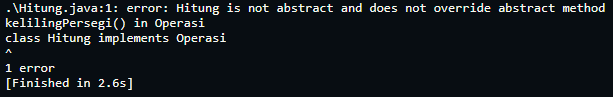 .\Hitung.java:1: error: Hitung is not abstract and does not override abstract method
kelilingPersegi() in Operasi
class Hitung implements Operasi
^
1 error
[Finished in 2.6s]